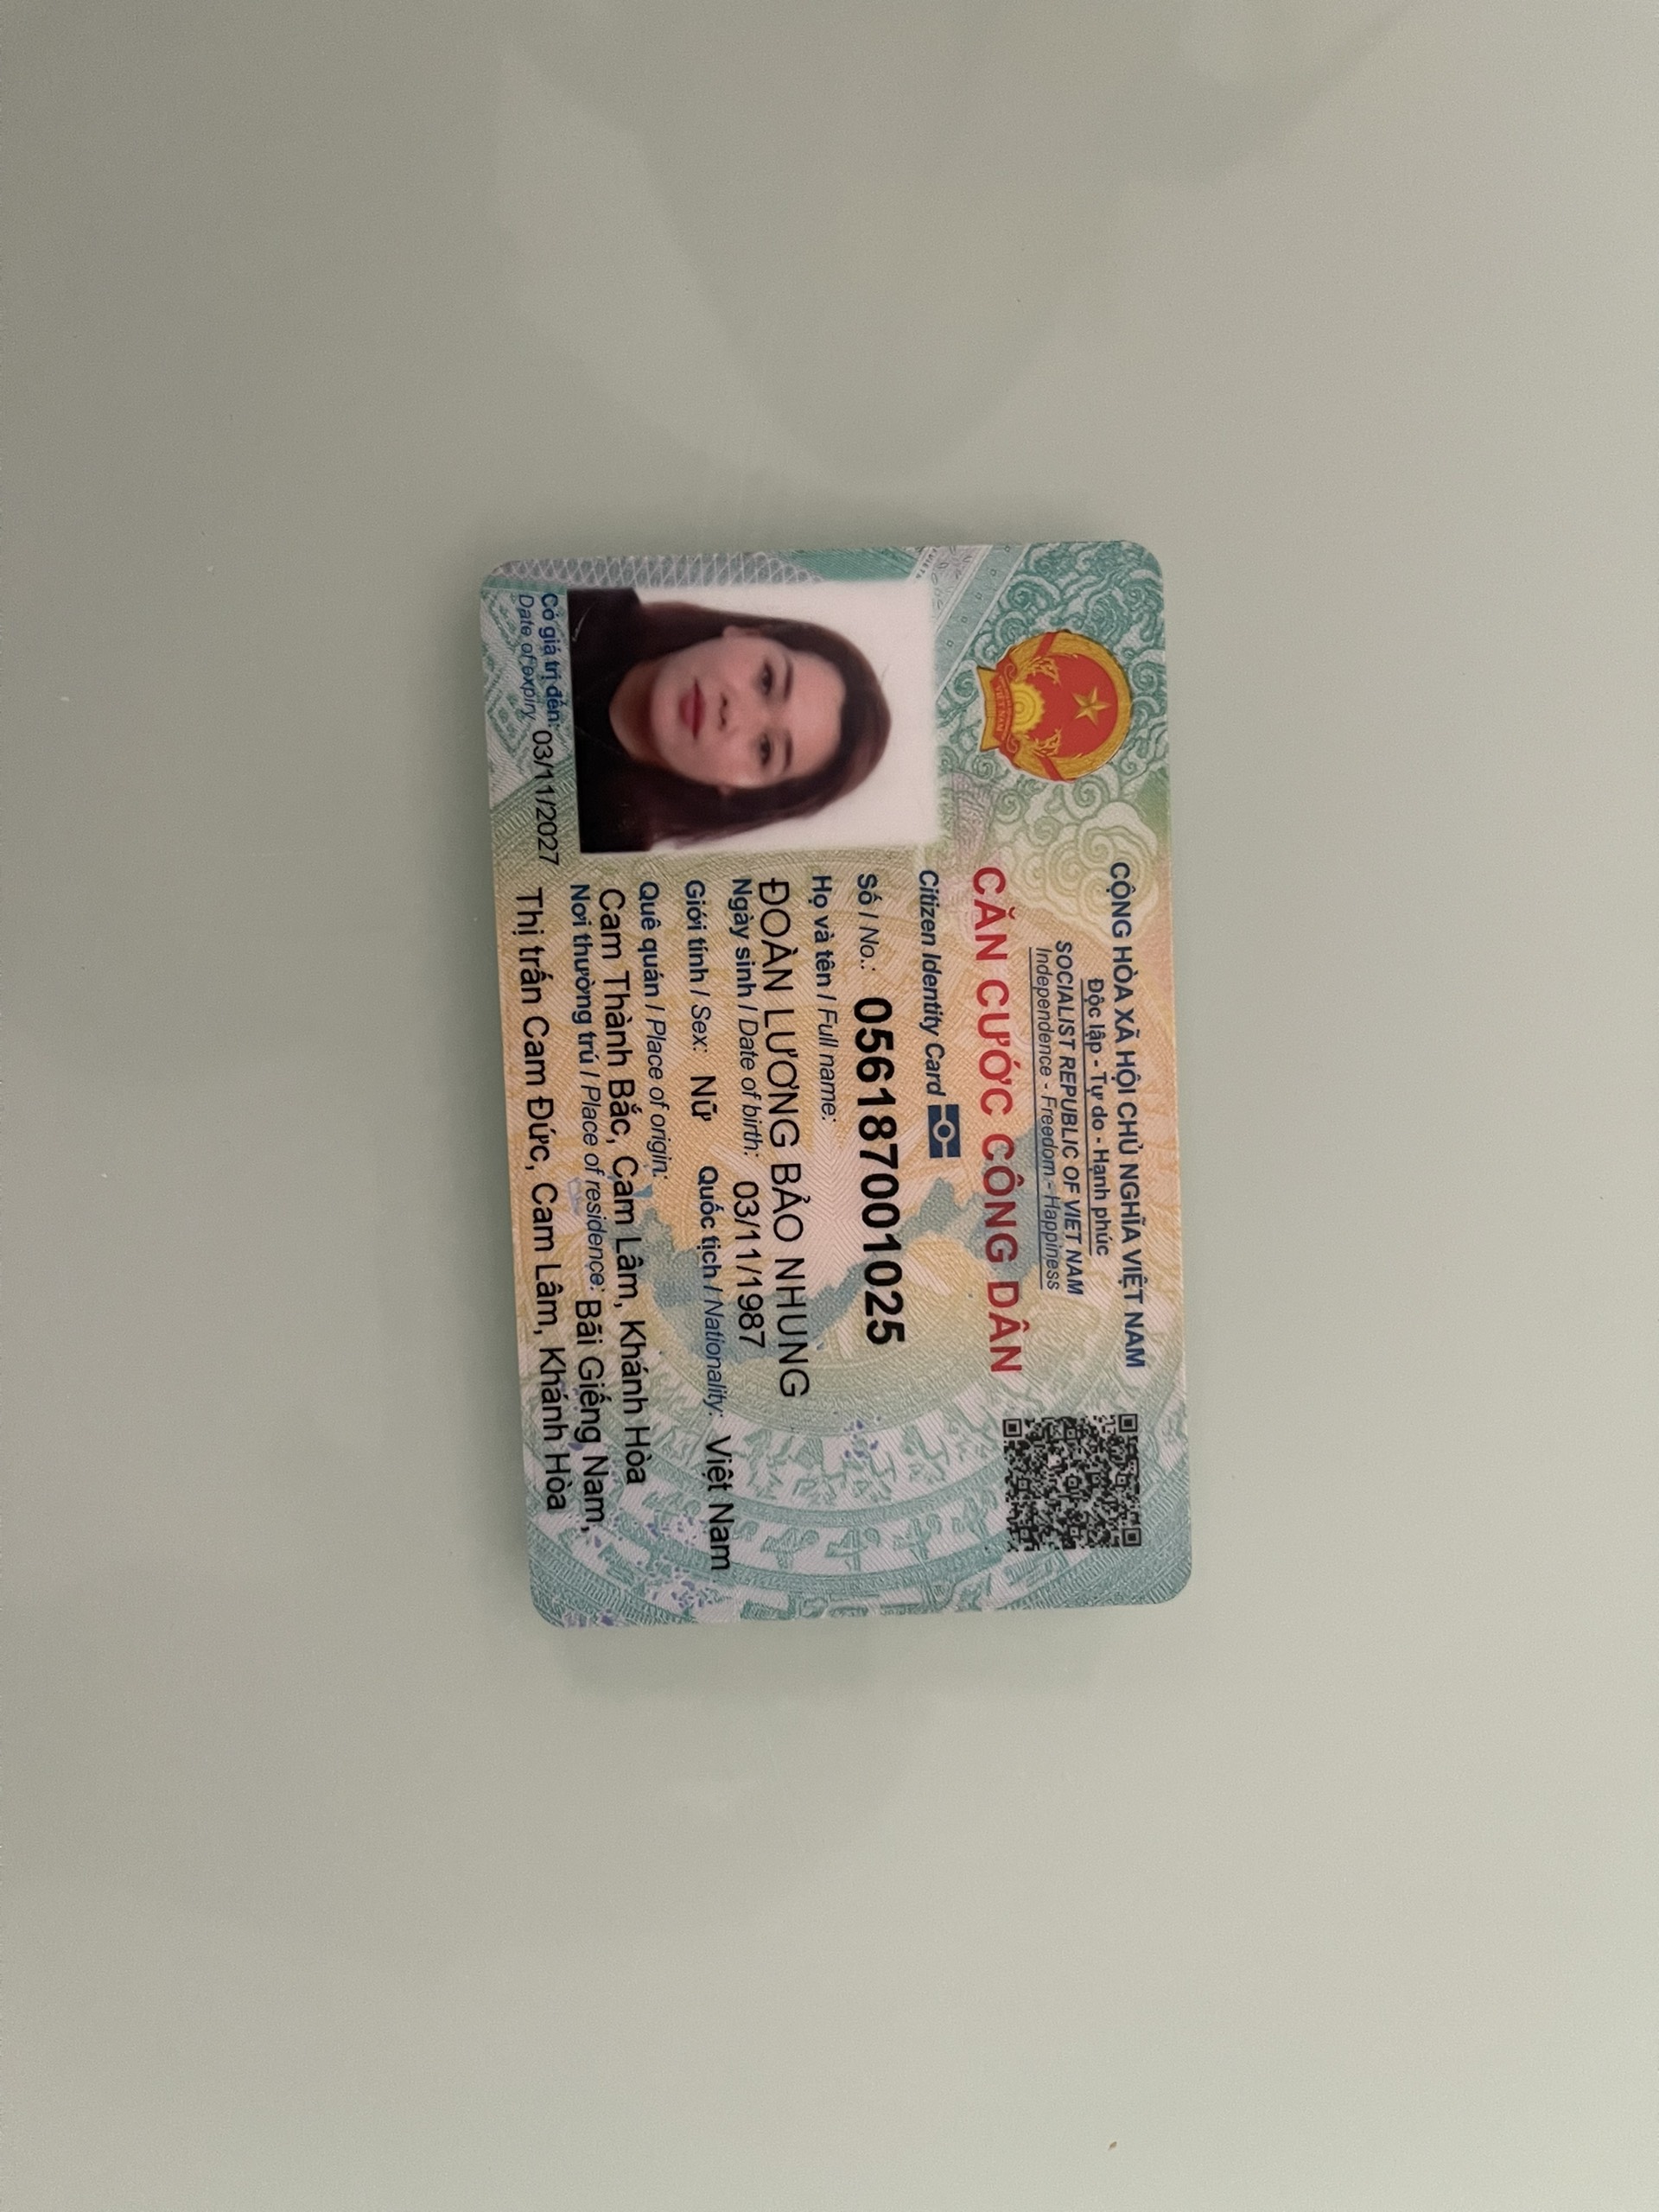 CỘNG HÒA XÃ HỘI CHỦ NGHĨA VIỆT NAM
Độc lập - Tự do - Hạnh phúc
SOCIALIST REPUBLIC OF VIET NAM
Independence - Freedom - Happiness
CĂN CƯỚC CÔNG DÂN
Citizen Identity Card
Số / No.: 056187001025
Họ và tên / Full name:
ĐOÀN LƯƠNG BẢO NHUNG
Ngày sinh / Date of birth: 03/11/1987
Giới tính / Sex: Nữ Quốc tịch / Nationality: Việt Nam
Quê quán / Place of origin:
Cam Thành Bắc, Cam Lâm, Khánh Hòa
Nơi thường trú / Place of residence: Bãi Giếng Nam,
Thị trấn Cam Đức, Cam Lâm, Khánh Hòa
Có giá trị đến: 03/11/2027
Date of expiry